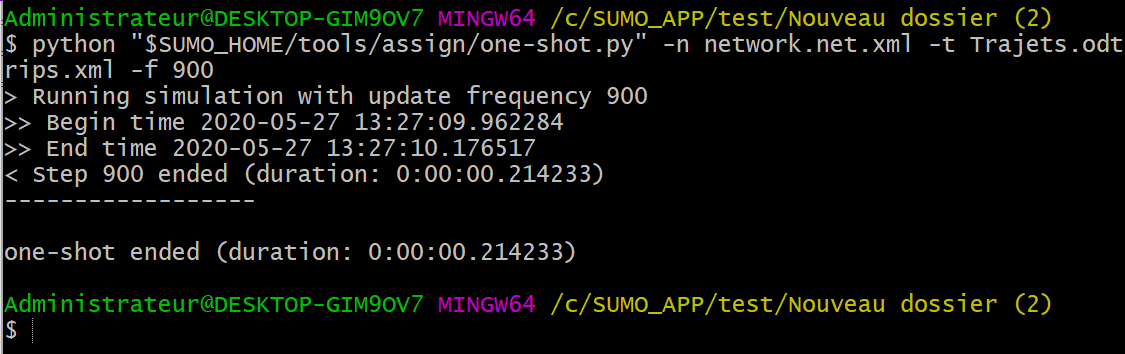 Administrateur@DESKTOP-GIM9OV7 MINGW64 /c/SUMO_APP/test/Nouveau dossier (2)
$ python "$SUMO_HOME/tools/assign/one-shot.py" -n network.net.xml -t Trajets.odt
rips.xml -f 900
> Running simulation with update frequency 900
>> Begin time 2020-05-27 13:27:09.962284
>> End time 2020-05-27 13:27:10.176517
< Step 900 ended (duration: 0:00:00.214233)
------------------
one-shot ended (duration: 0:00:00.214233)
Administrateur@DESKTOP-GIM9OV7 MINGW64 /c/SUMO_APP/test/Nouveau dossier (2)
$